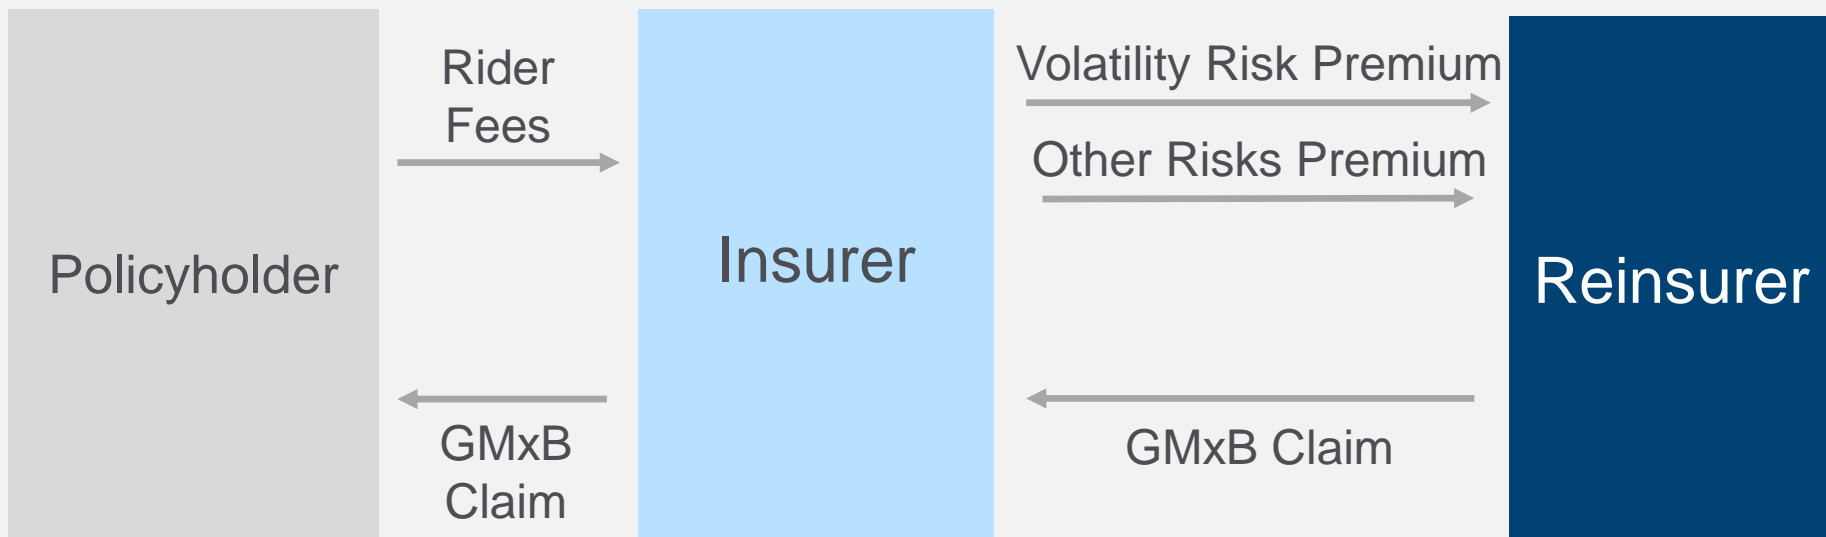 Policyholder
Rider
Fees
GMxB
Claim
Insurer
Volatility Risk Premium
Other Risks Premium
GMxB Claim
Reinsurer